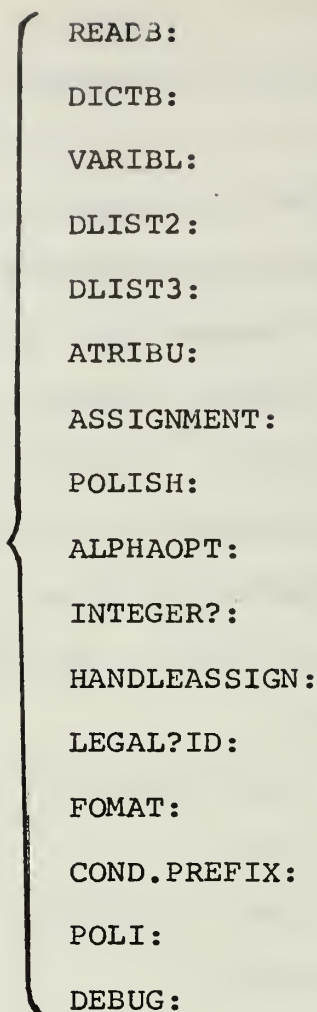 READB:
DICTB:
VARIBL:
DLIST2:
DLIST3:
ATRIBU:
ASSIGNMENT:
POLISH:
ALPHAOPT:
INTEGER?:
HANDLEASSIGN:
LEGAL?ID:
FOMAT:
COND.PREFIX:
POLI:
DEBUG: